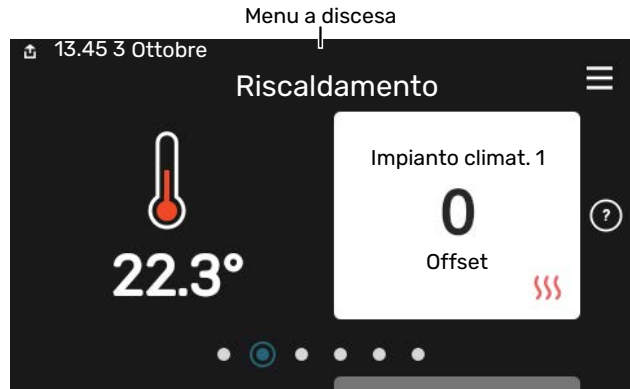 Menu a discesa
13.45 3 Ottobre
Riscaldamento
Impianto climat. 1
0
Offset
22.3°
?